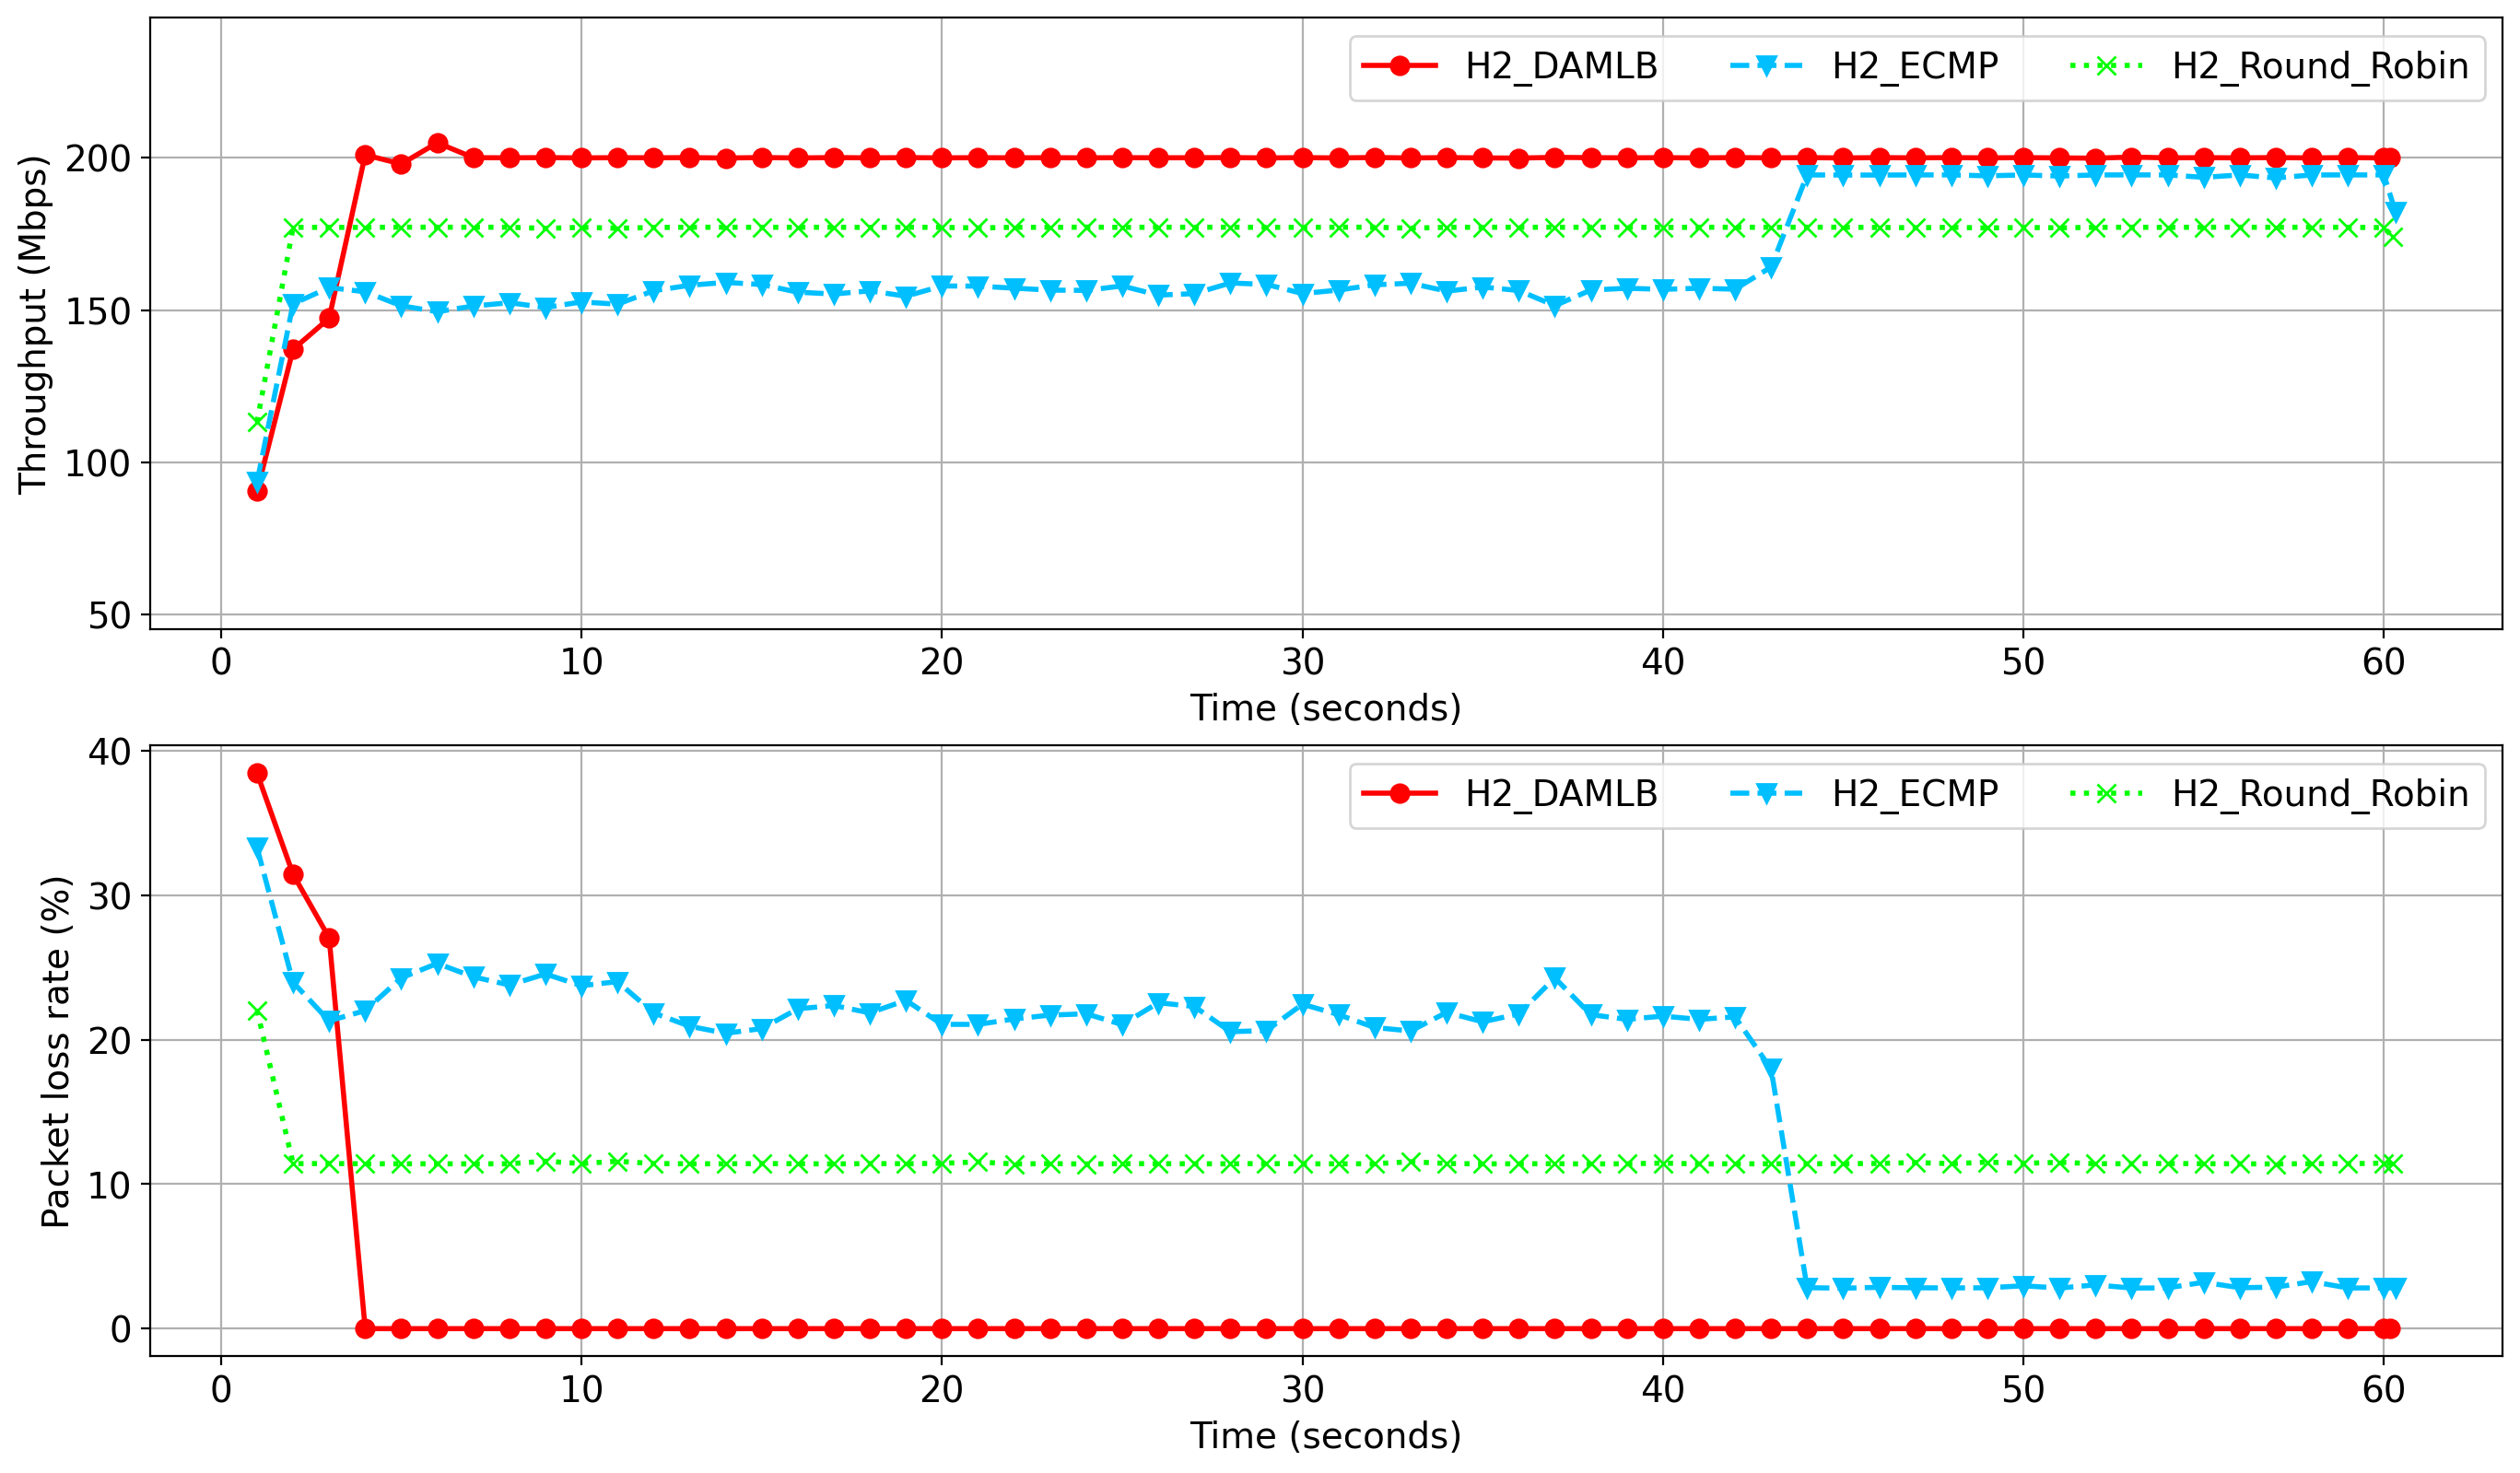 H2_DAMLB H2_ECMP H2_Round_Robin
Throughput (Mbps)
200
150
100
50
0 10 20 30 40 50 60
Time (seconds)
H2_DAMLB H2_ECMP H2_Round_Robin
Packet loss rate (%)
40
30
20
10
0
0 10 20 30 40 50 60
Time (seconds)